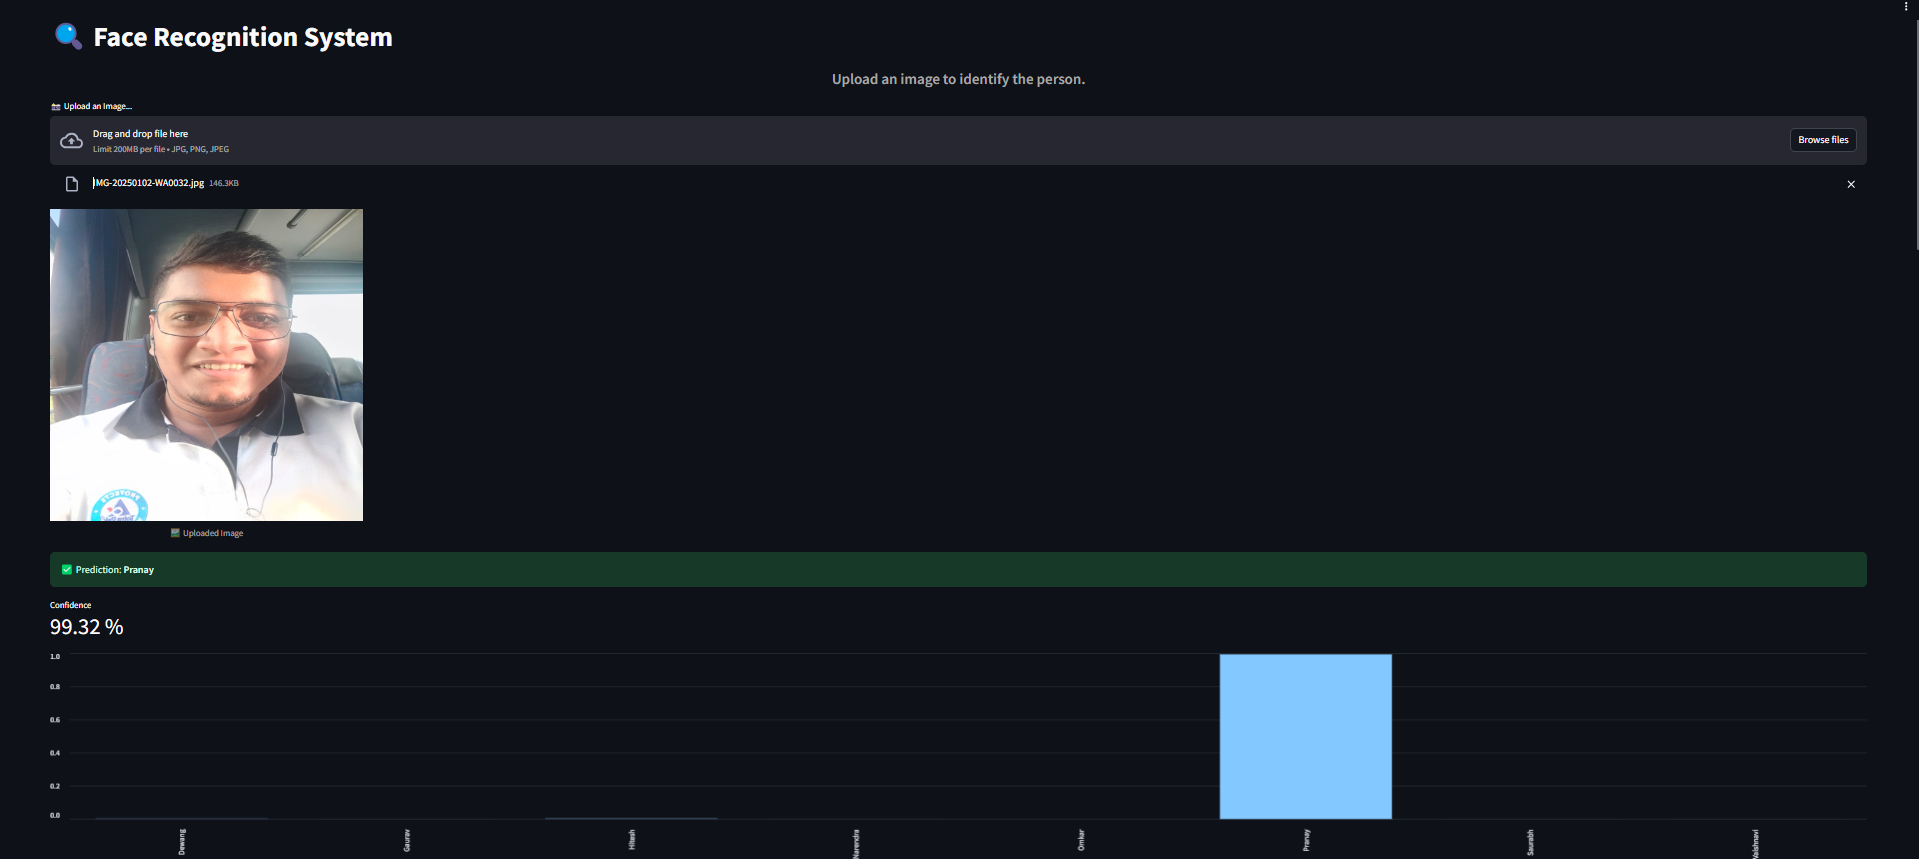 Face Recognition System
Upload an image to identify the person.
Upload an Image...
Drag and drop file here
Limit 200MB per file • JPG, PNG, JPEG
Browse files
IMG-20250102-WA0032.jpg 146.3KB
Uploaded Image
Prediction: Pranay
Confidence
99.32 %
1.0
0.8
0.6
0.4
0.2
0.0
Dewang
Gaurav
Hitesh
Narendra
Omkar
Pranay
Saurabh
Vaishnavi